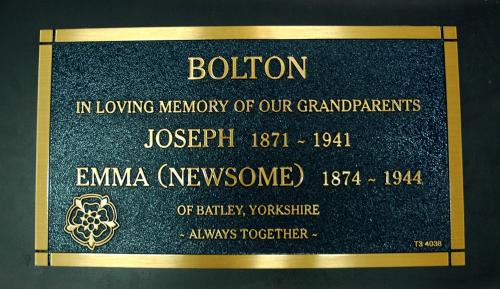 BOLTON
IN LOVING MEMORY OF OUR GRANDPARENTS
JOSEPH 1871 ~ 1941
EMMA (NEWSOME) 1874 ~ 1944
OF BATLEY, YORKSHIRE
~ ALWAYS TOGETHER ~
T3 4038